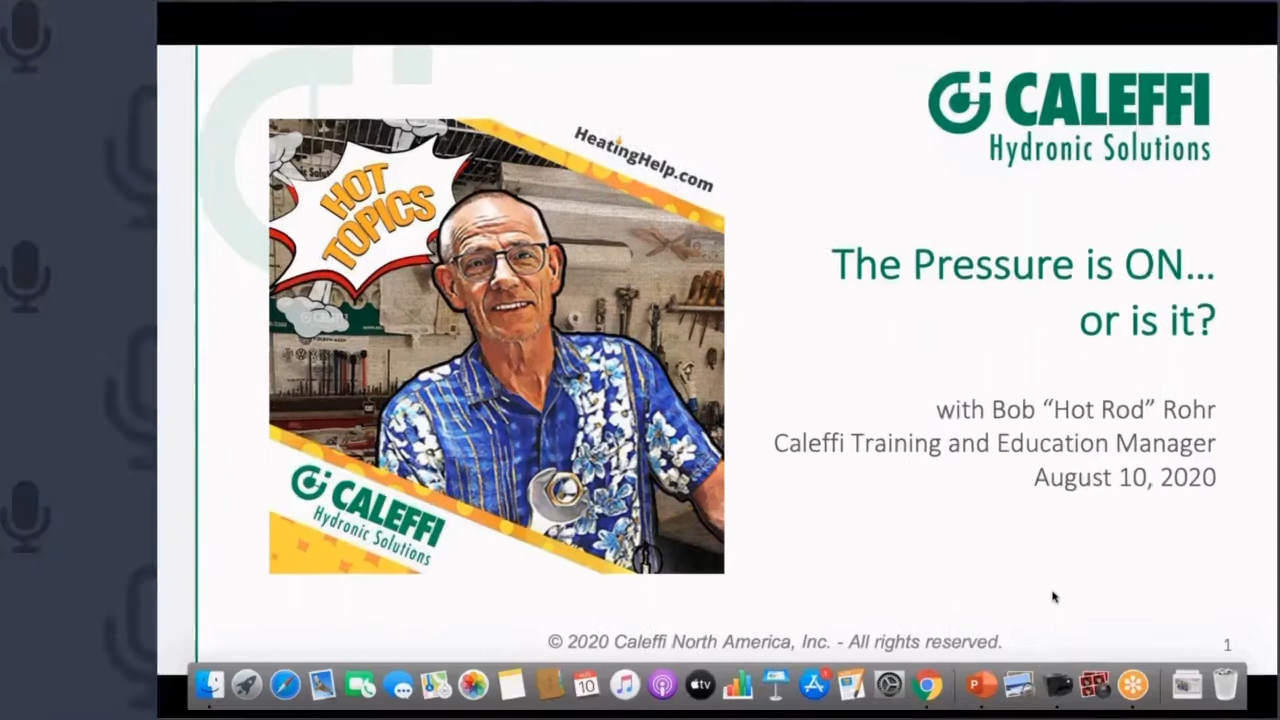 CALEFFI
Hydronic Solutions
HeatingHelp.com
HOT
TOPICS
The Pressure is ON...
or is it?
with Bob “Hot Rod” Rohr
Caleffi Training and Education Manager
August 10, 2020
CALEFFI
Hydronic Solutions
© 2020 Caleffi North America, Inc. - All rights reserved.
1
AUG
10
tv